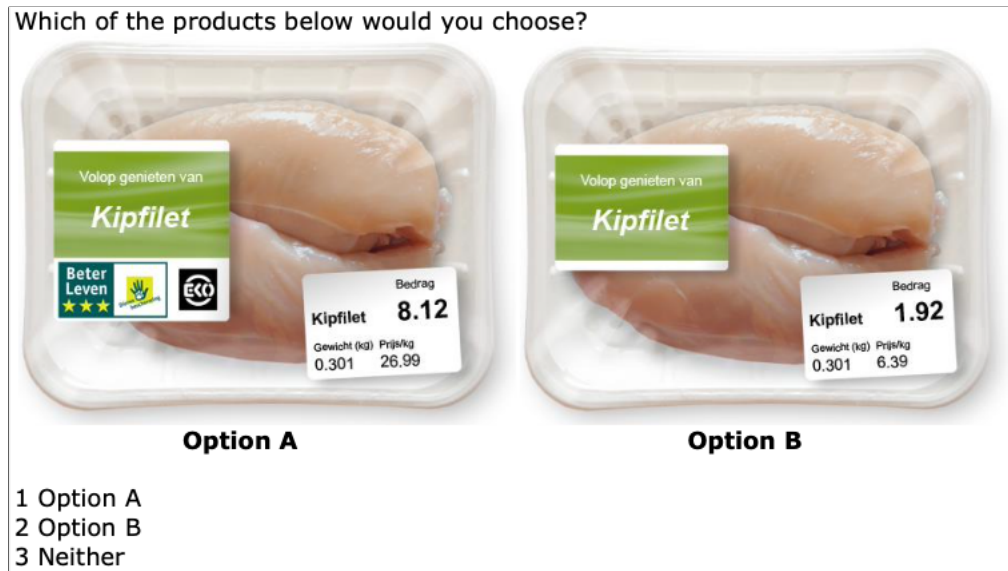 Which of the products below would you choose?
Volop genieten van
Kipfilet
Beter
Leven
EKO
Bedrag
Kipfilet 8.12
Gewicht (kg) Prijs/kg
0.301 26.99
Option A
Volop genieten van
Kipfilet
Bedrag
Kipfilet 1.92
Gewicht (kg) Prijs/kg
0.301 6.39
Option B
1 Option A
2 Option B
3 Neither